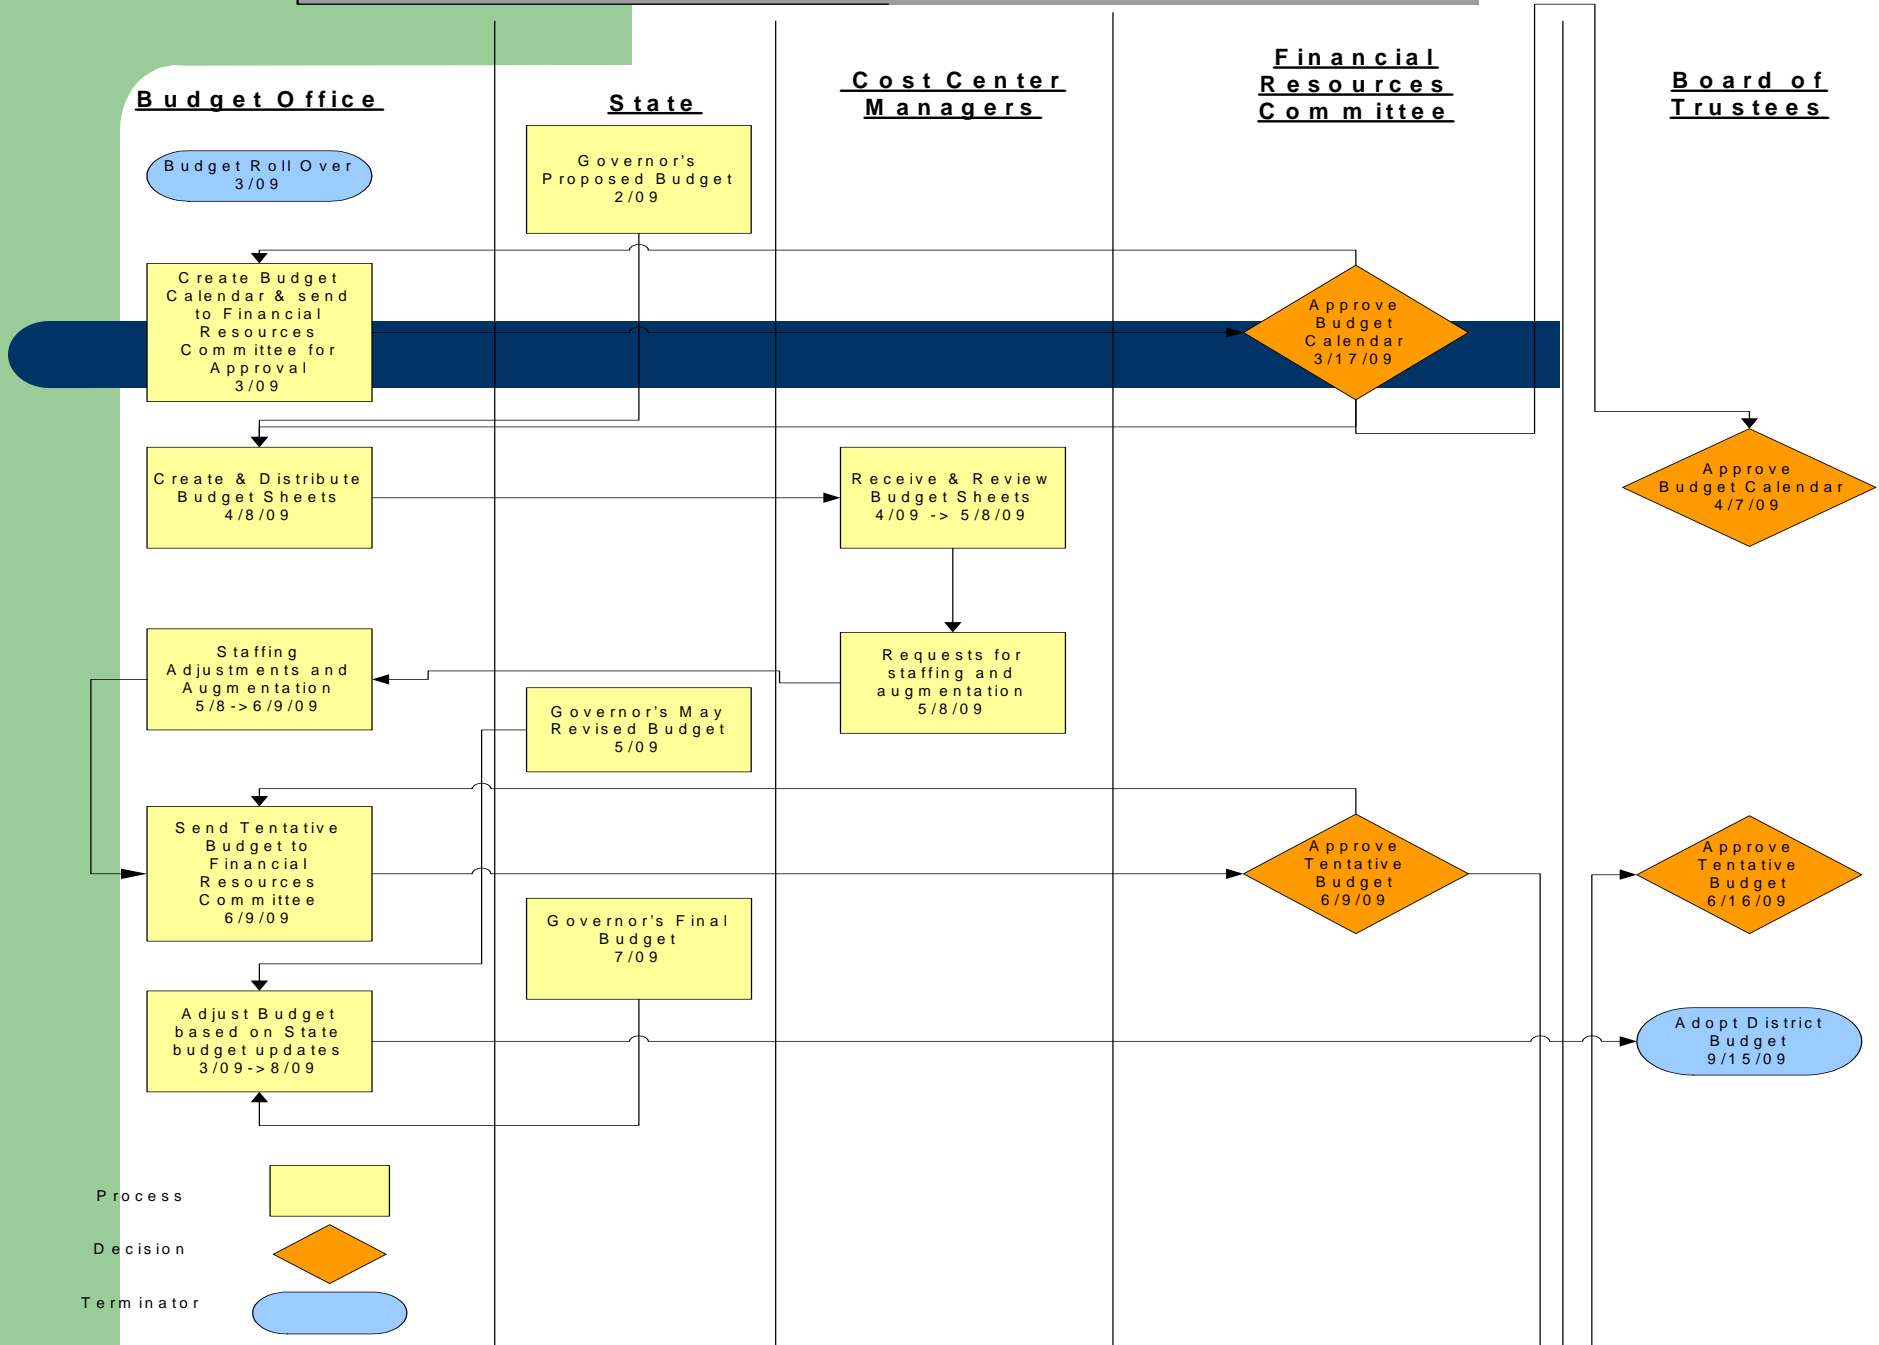 Budget Office
State
Cost Center
Managers
Financial
Resources
Committee
Board of
Trustees
Budget Roll Over
3/09
Governor's
Proposed Budget
2/09
Create Budget
Calendar & send
to Financial
Resources
Committee for
Approval
3/09
Approve
Budget
Calendar
3/17/09
Create & Distribute
Budget Sheets
4/8/09
Receive & Review
Budget Sheets
4/09 -> 5/8/09
Approve
Budget Calendar
4/7/09
Staffing
Adjustments and
Augmentation
5/8->6/9/09
Requests for
staffing and
augmentation
5/8/09
Governor's May
Revised Budget
5/09
Send Tentative
Budget to
Financial
Resources
Committee
6/9/09
Approve
Tentative
Budget
6/9/09
Approve
Tentative
Budget
6/16/09
Governor's Final
Budget
7/09
Adjust Budget
based on State
budget updates
3/09->8/09
Adopt District
Budget
9/15/09
Process
Decision
Terminator